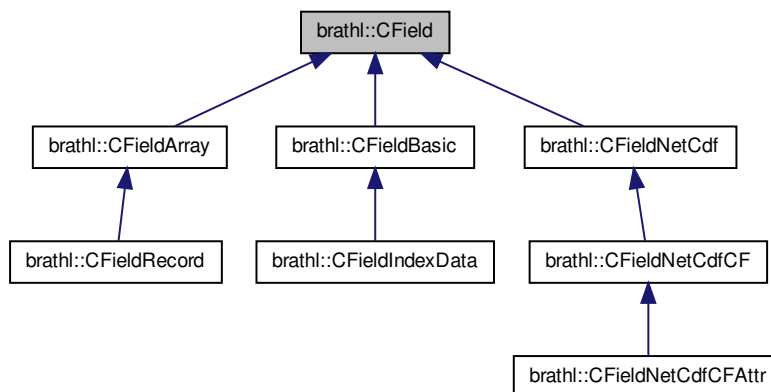 brathl::CField
brathl::CFieldArray
brathl::CFieldBasic
brathl::CFieldNetCdf
brathl::CFieldRecord
brathl::CFieldIndexData
brathl::CFieldNetCdfCF
brathl::CFieldNetCdfCFAttr